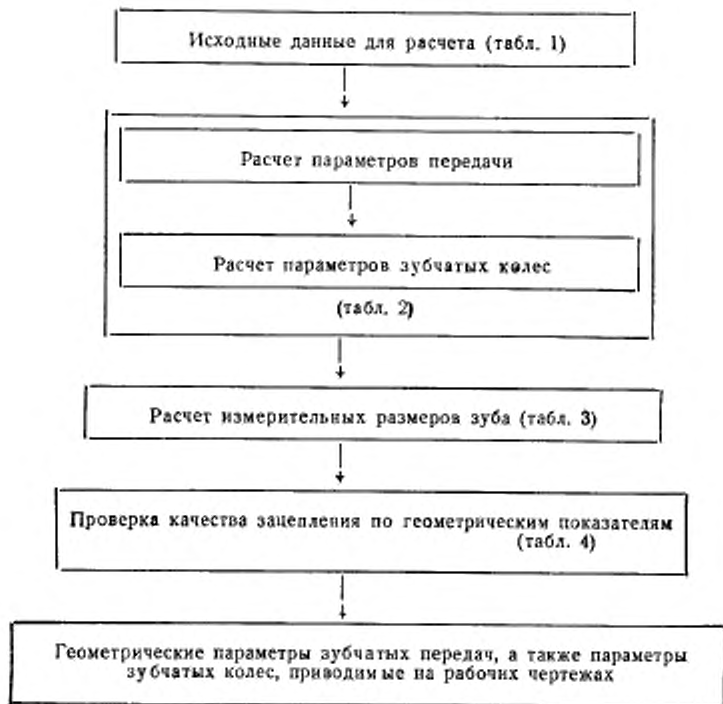 Исходные данные для расчета (табл. 1)
Расчет параметров передачи
Расчет параметров зубчатых колес
(табл. 2)
Расчет измерительных размеров зуба (табл. 3)
Проверка качества зацепления по геометрическим показателям
(табл. 4)
Геометрические параметры зубчатых передач, а также параметры
зубчатых колес, приводимые на рабочих чертежах